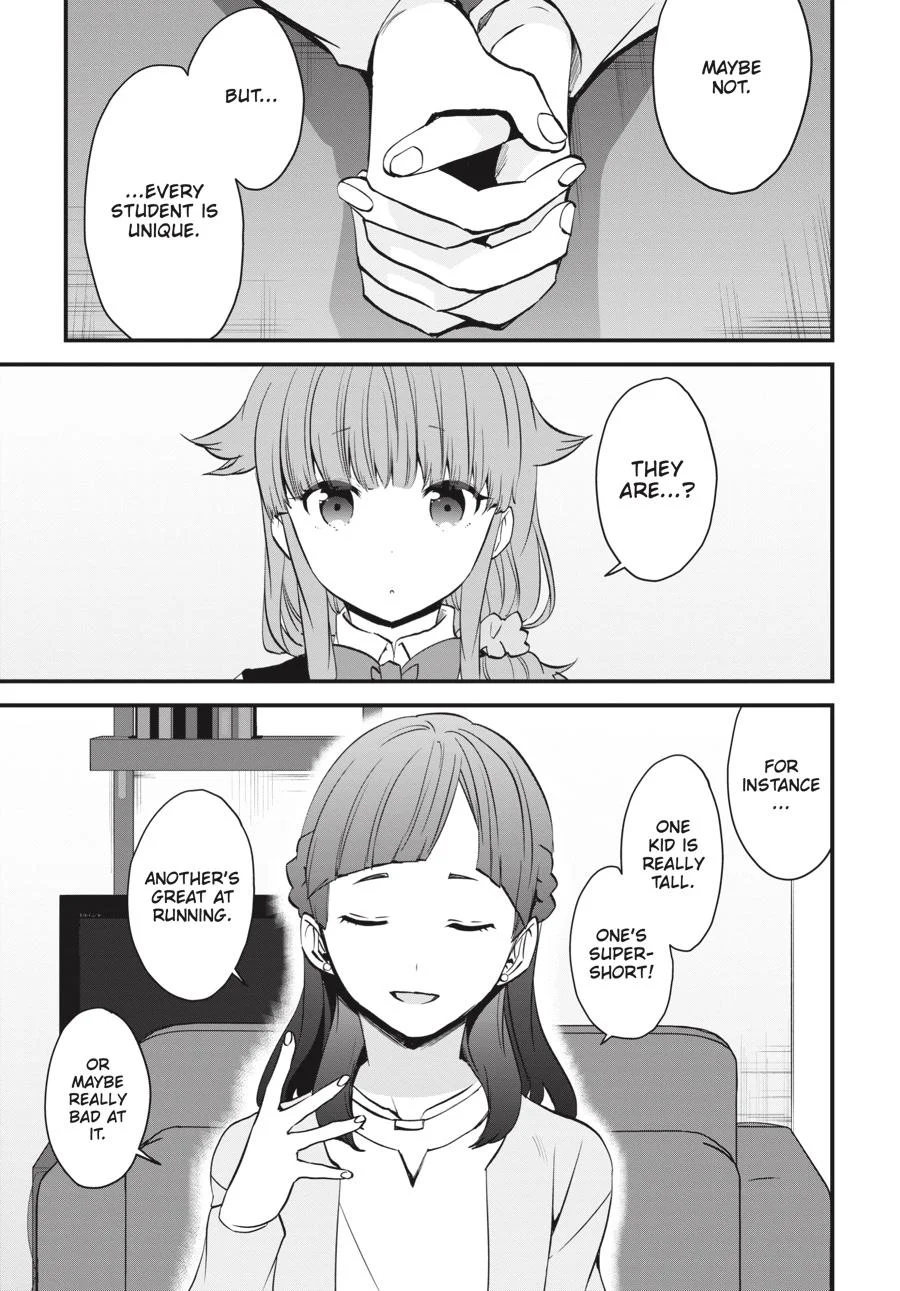 MAYBE
NOT.
BUT...
...EVERY
STUDENT IS
UNIQUE.
THEY
ARE...?
FOR
INSTANCE
...
ONE
KID IS
REALLY
TALL.
ONE'S
SUPER-
SHORT!
ANOTHER'S
GREAT AT
RUNNING.
OR
MAYBE
REALLY
BAD AT
IT.